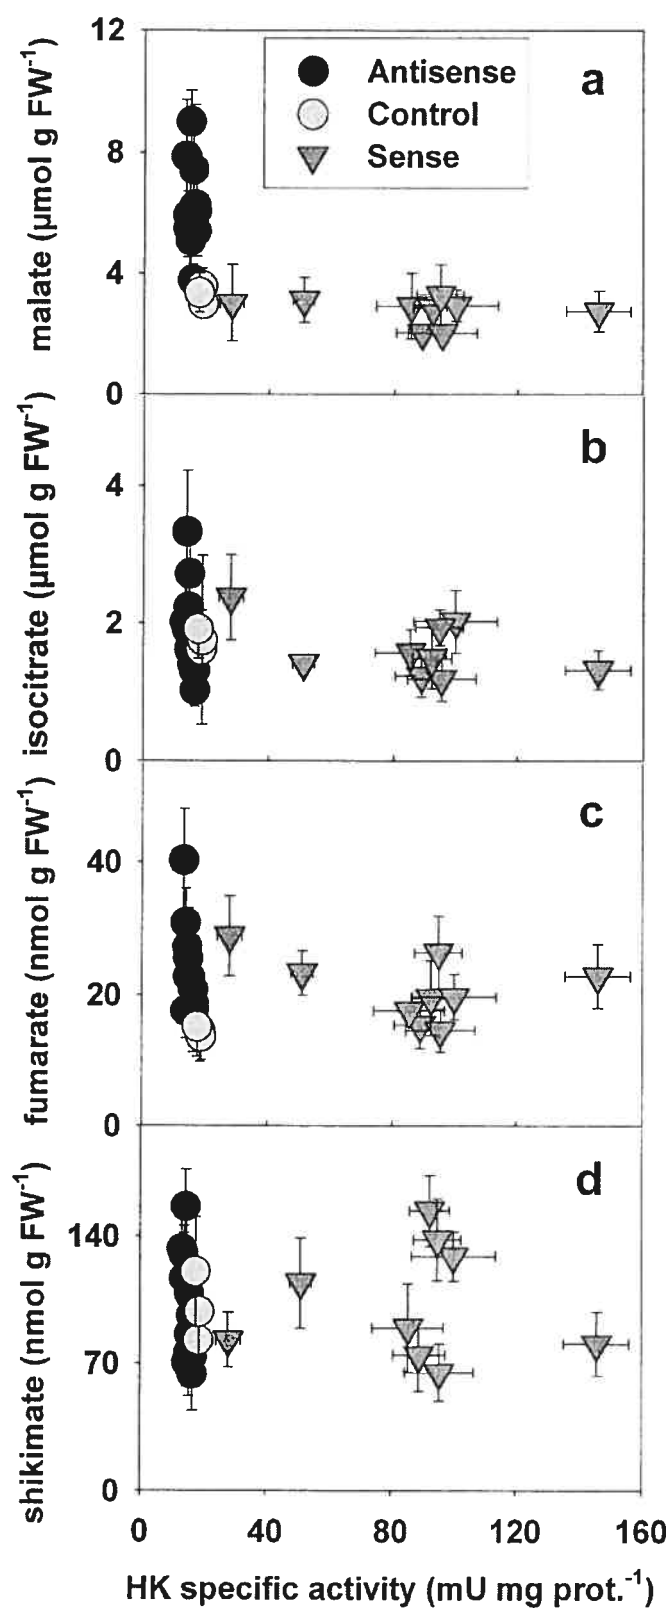 12
8
4
0
malate (µmol g FW⁻¹)
Antisense
Control
Sense
a
4
2
0
isocitrate (µmol g FW⁻¹)
b
40
20
0
fumarate (nmol g FW⁻¹)
c
140
70
0
shikimate (nmol g FW⁻¹)
d
0 40 80 120 160
HK specific activity (mU mg prot.⁻¹)